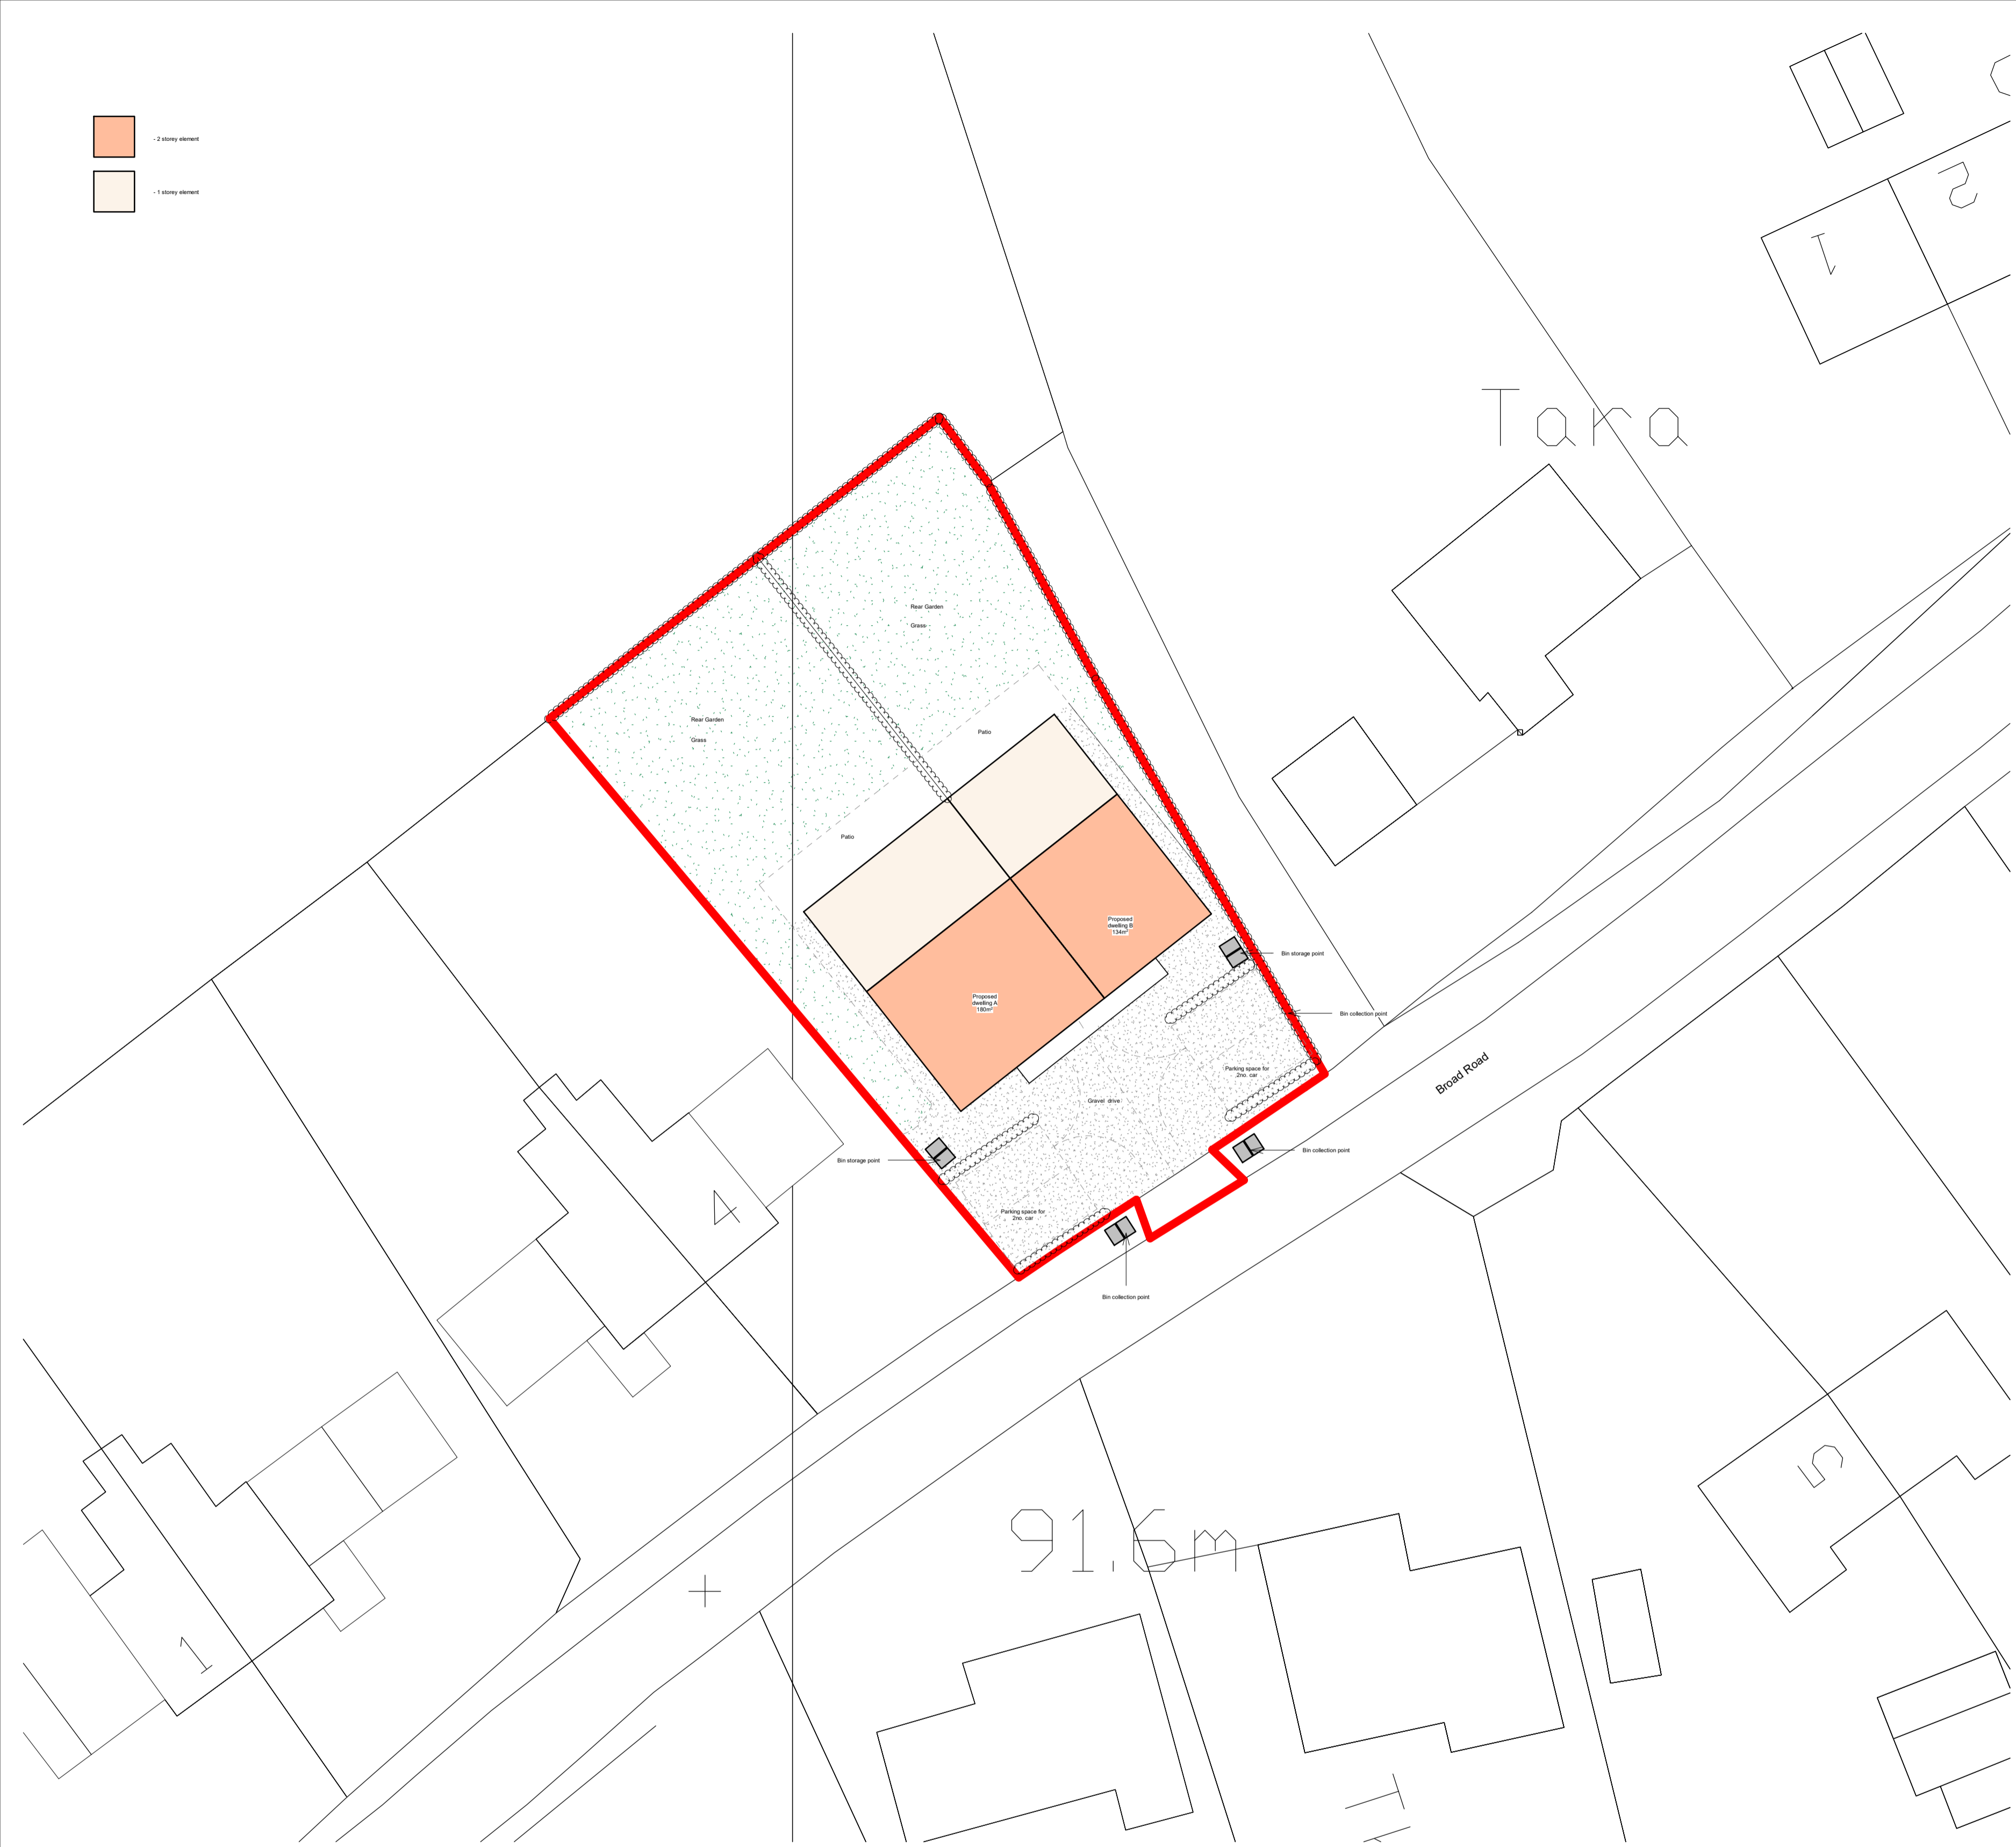 - 2 storey element
- 1 storey element
Tara
1
2
Rear Garden
Grass
Rear Garden
Grass
Patio
Patio
Proposed
dwelling B
134m²
Proposed
dwelling A
180m²
Bin storage point
Bin collection point
Broad Road
Parking space for
2no. car
Gravel drive
Bin collection point
Bin storage point
4
Parking space for
2no. car
Bin collection point
5
91.6m
1